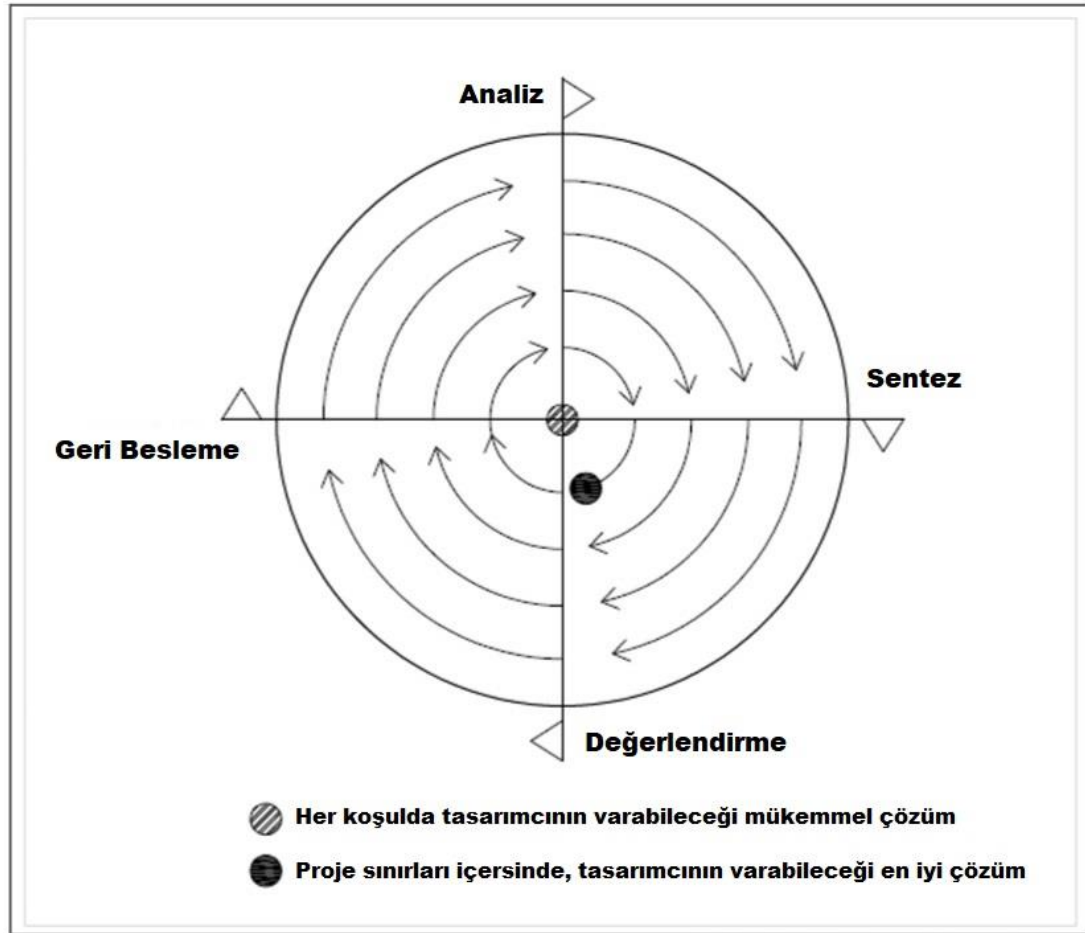 Analiz
Sentez
Geri Besleme
Değerlendirme
Her koşulda tasarımcının varabileceği mükemmel çözüm
Proje sınırları içersinde, tasarımcının varabileceği en iyi çözüm